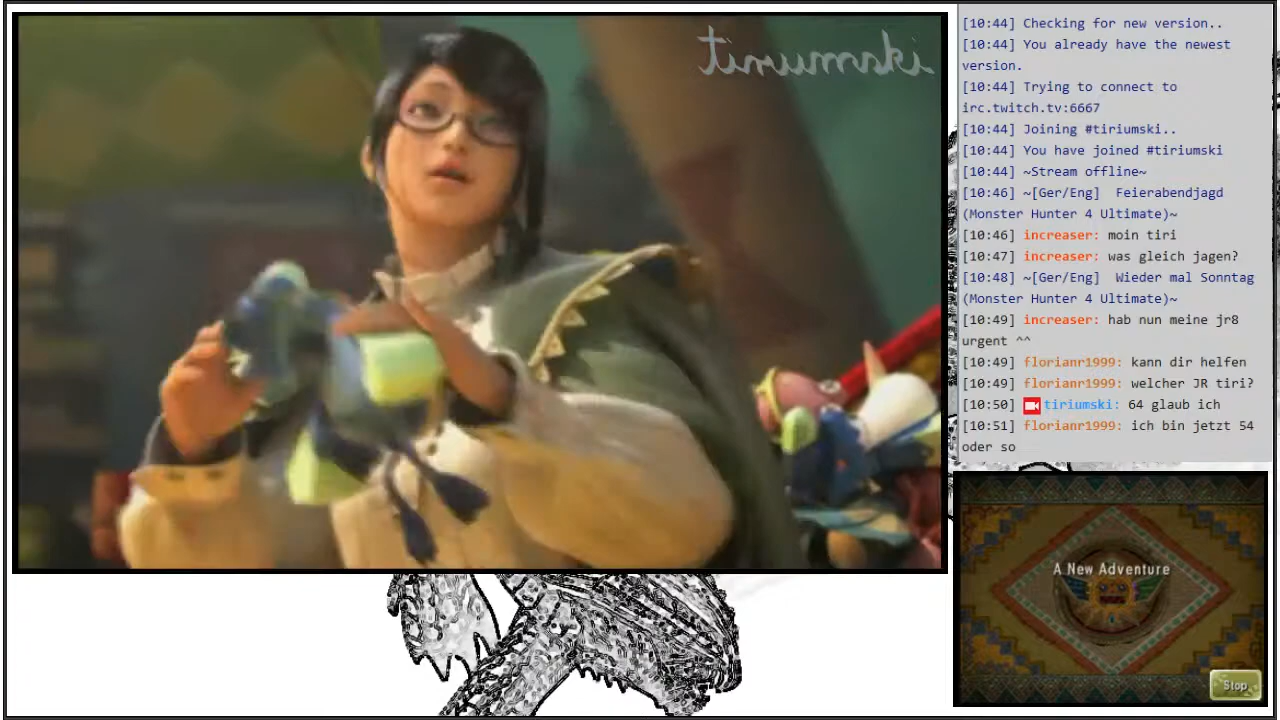 tiriumski
[10:44] Checking for new version..
[10:44] You already have the newest
version.
[10:44] Trying to connect to
irc.twitch.tv:6667
[10:44] Joining #tiriumski..
[10:44] You have joined #tiriumski
[10:44] ~Stream offline~
[10:46] ~[Ger/Eng] Feierabendjagd
(Monster Hunter 4 Ultimate)~
[10:46] increaser: moin tiri
[10:47] increaser: was gleich jagen?
[10:48] ~[Ger/Eng] Wieder mal Sonntag
(Monster Hunter 4 Ultimate)~
[10:49] increaser: hab nun meine jr8
urgent ^^
[10:49] florianr1999: kann dir helfen
[10:49] florianr1999: welcher JR tiri?
[10:50] tiriumski: 64 glaub ich
[10:51] florianr1999: ich bin jetzt 54
oder so
A New Adventure
Stop